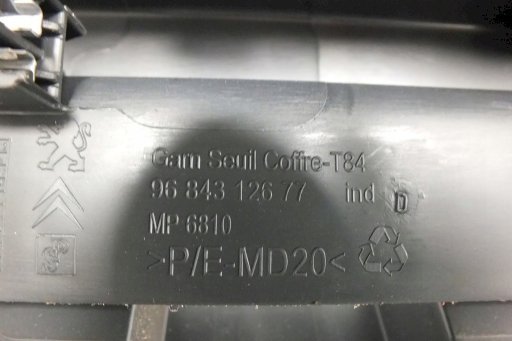 Garn Seuil Coffre-T84
96 843 126 77 ind D
MP 6810
>P/E-MD20<